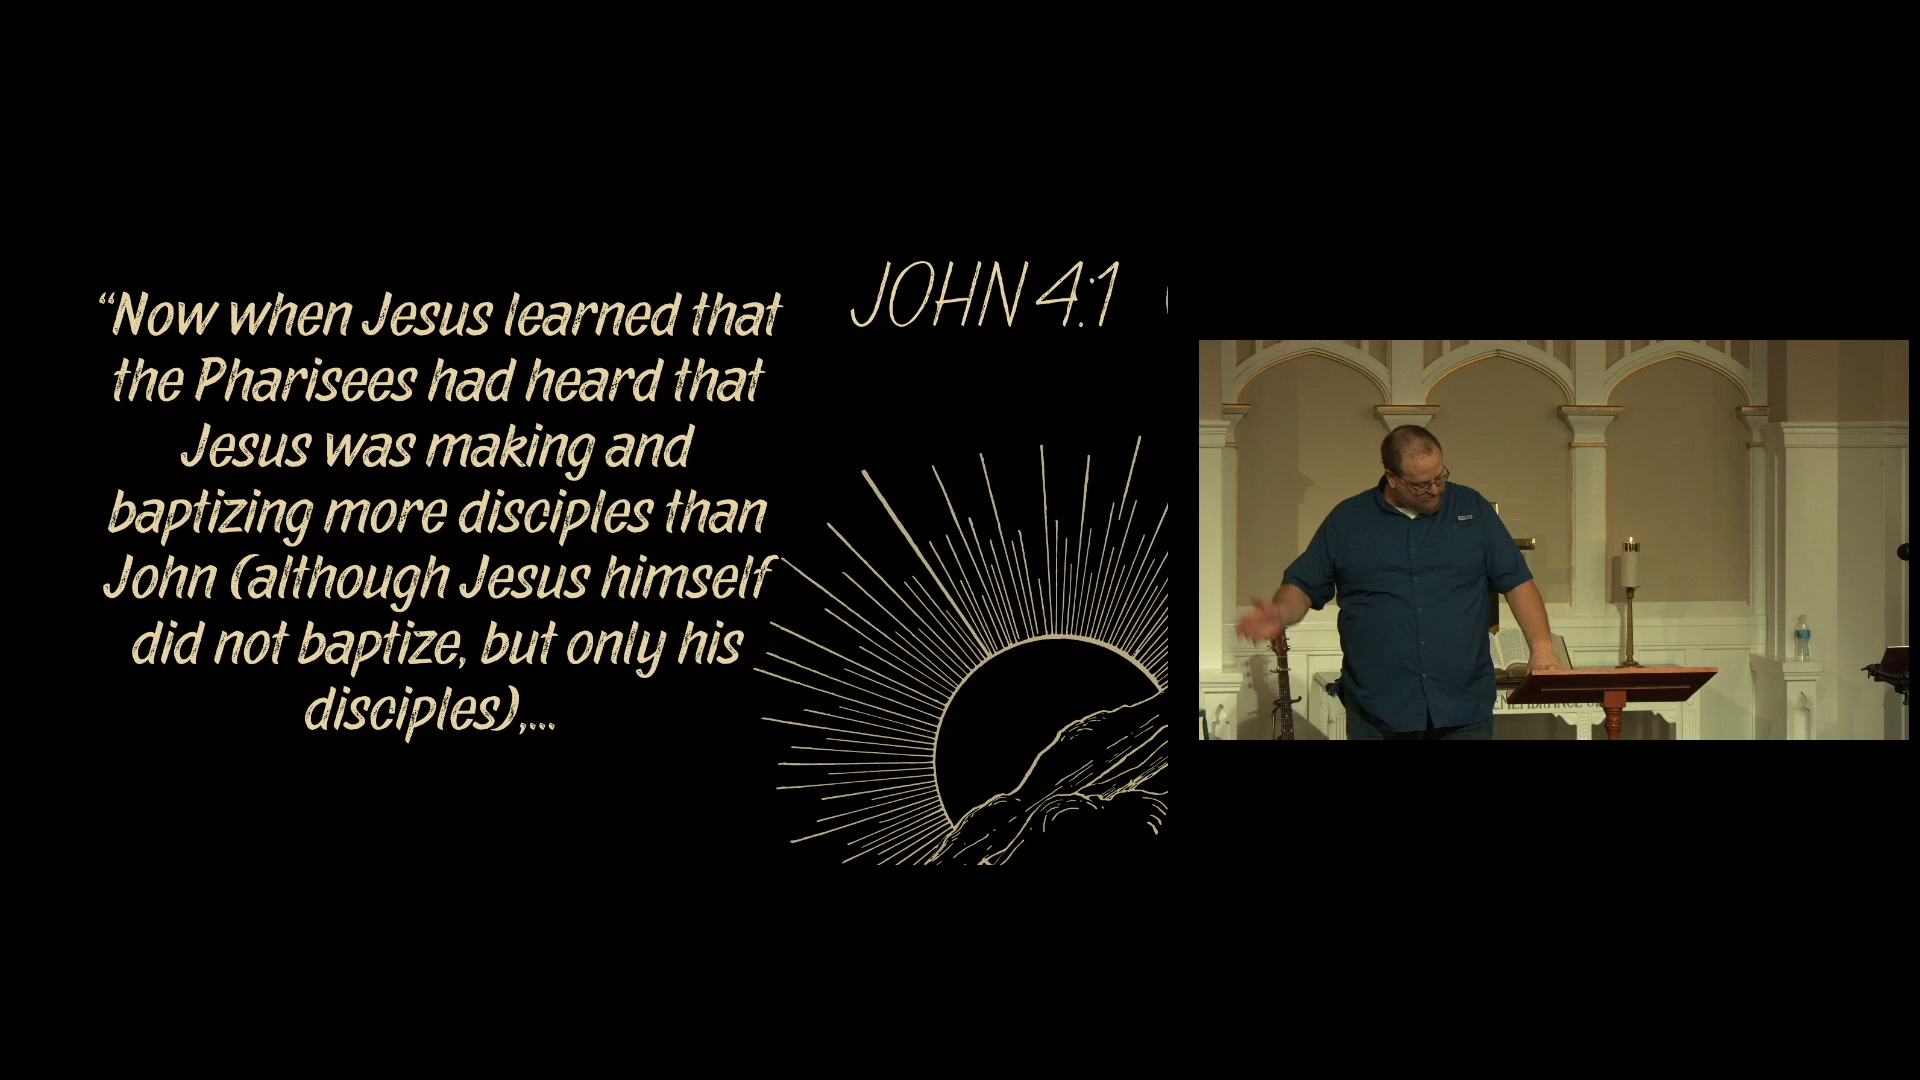 “Now when Jesus learned that
the Pharisees had heard that
Jesus was making and
baptizing more disciples than
John (although Jesus himself
did not baptize, but only his
disciples),...
JOHN 4:1